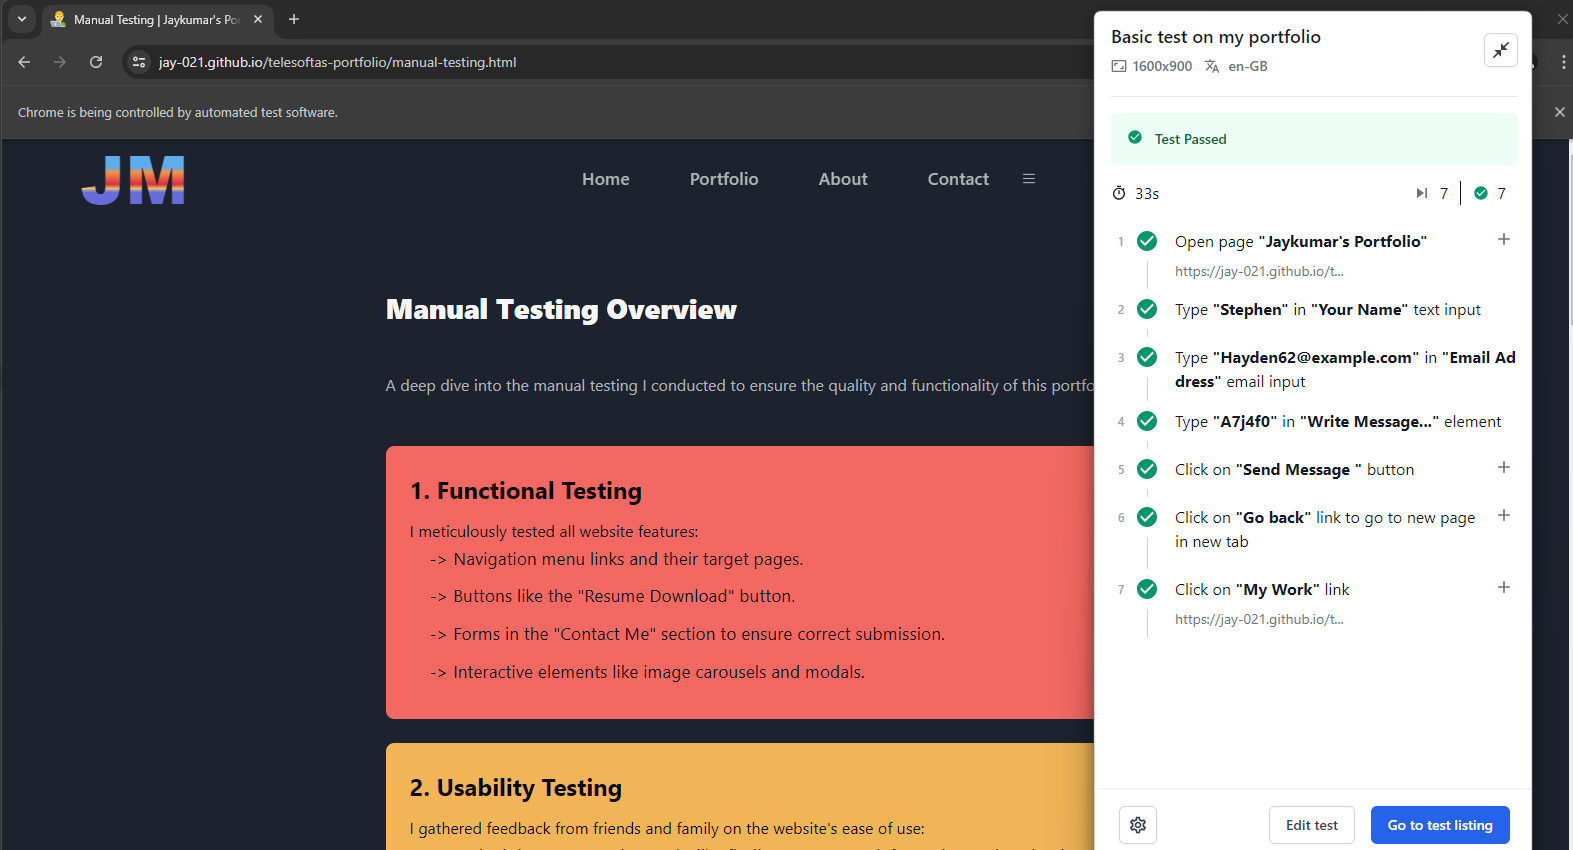 Manual Testing | Jaykumar's Po
jay-021.github.io/telesoftas-portfolio/manual-testing.html
Chrome is being controlled by automated test software.
JM
Home
Portfolio
About
Contact
Manual Testing Overview
A deep dive into the manual testing I conducted to ensure the quality and functionality of this portfo
1. Functional Testing
I meticulously tested all website features:
-> Navigation menu links and their target pages.
-> Buttons like the "Resume Download" button.
-> Forms in the "Contact Me" section to ensure correct submission.
-> Interactive elements like image carousels and modals.
2. Usability Testing
I gathered feedback from friends and family on the website's ease of use:
Basic test on my portfolio
1600x900 en-GB
Test Passed
33s
7 | 7
1 Open page "Jaykumar's Portfolio"
https://jay-021.github.io/t...
2 Type "Stephen" in "Your Name" text input
3 Type "Hayden62@example.com" in "Email Ad
dress" email input
4 Type "A7j4f0" in "Write Message..." element
5 Click on "Send Message " button
6 Click on "Go back" link to go to new page
in new tab
7 Click on "My Work" link
https://jay-021.github.io/t...
Edit test
Go to test listing